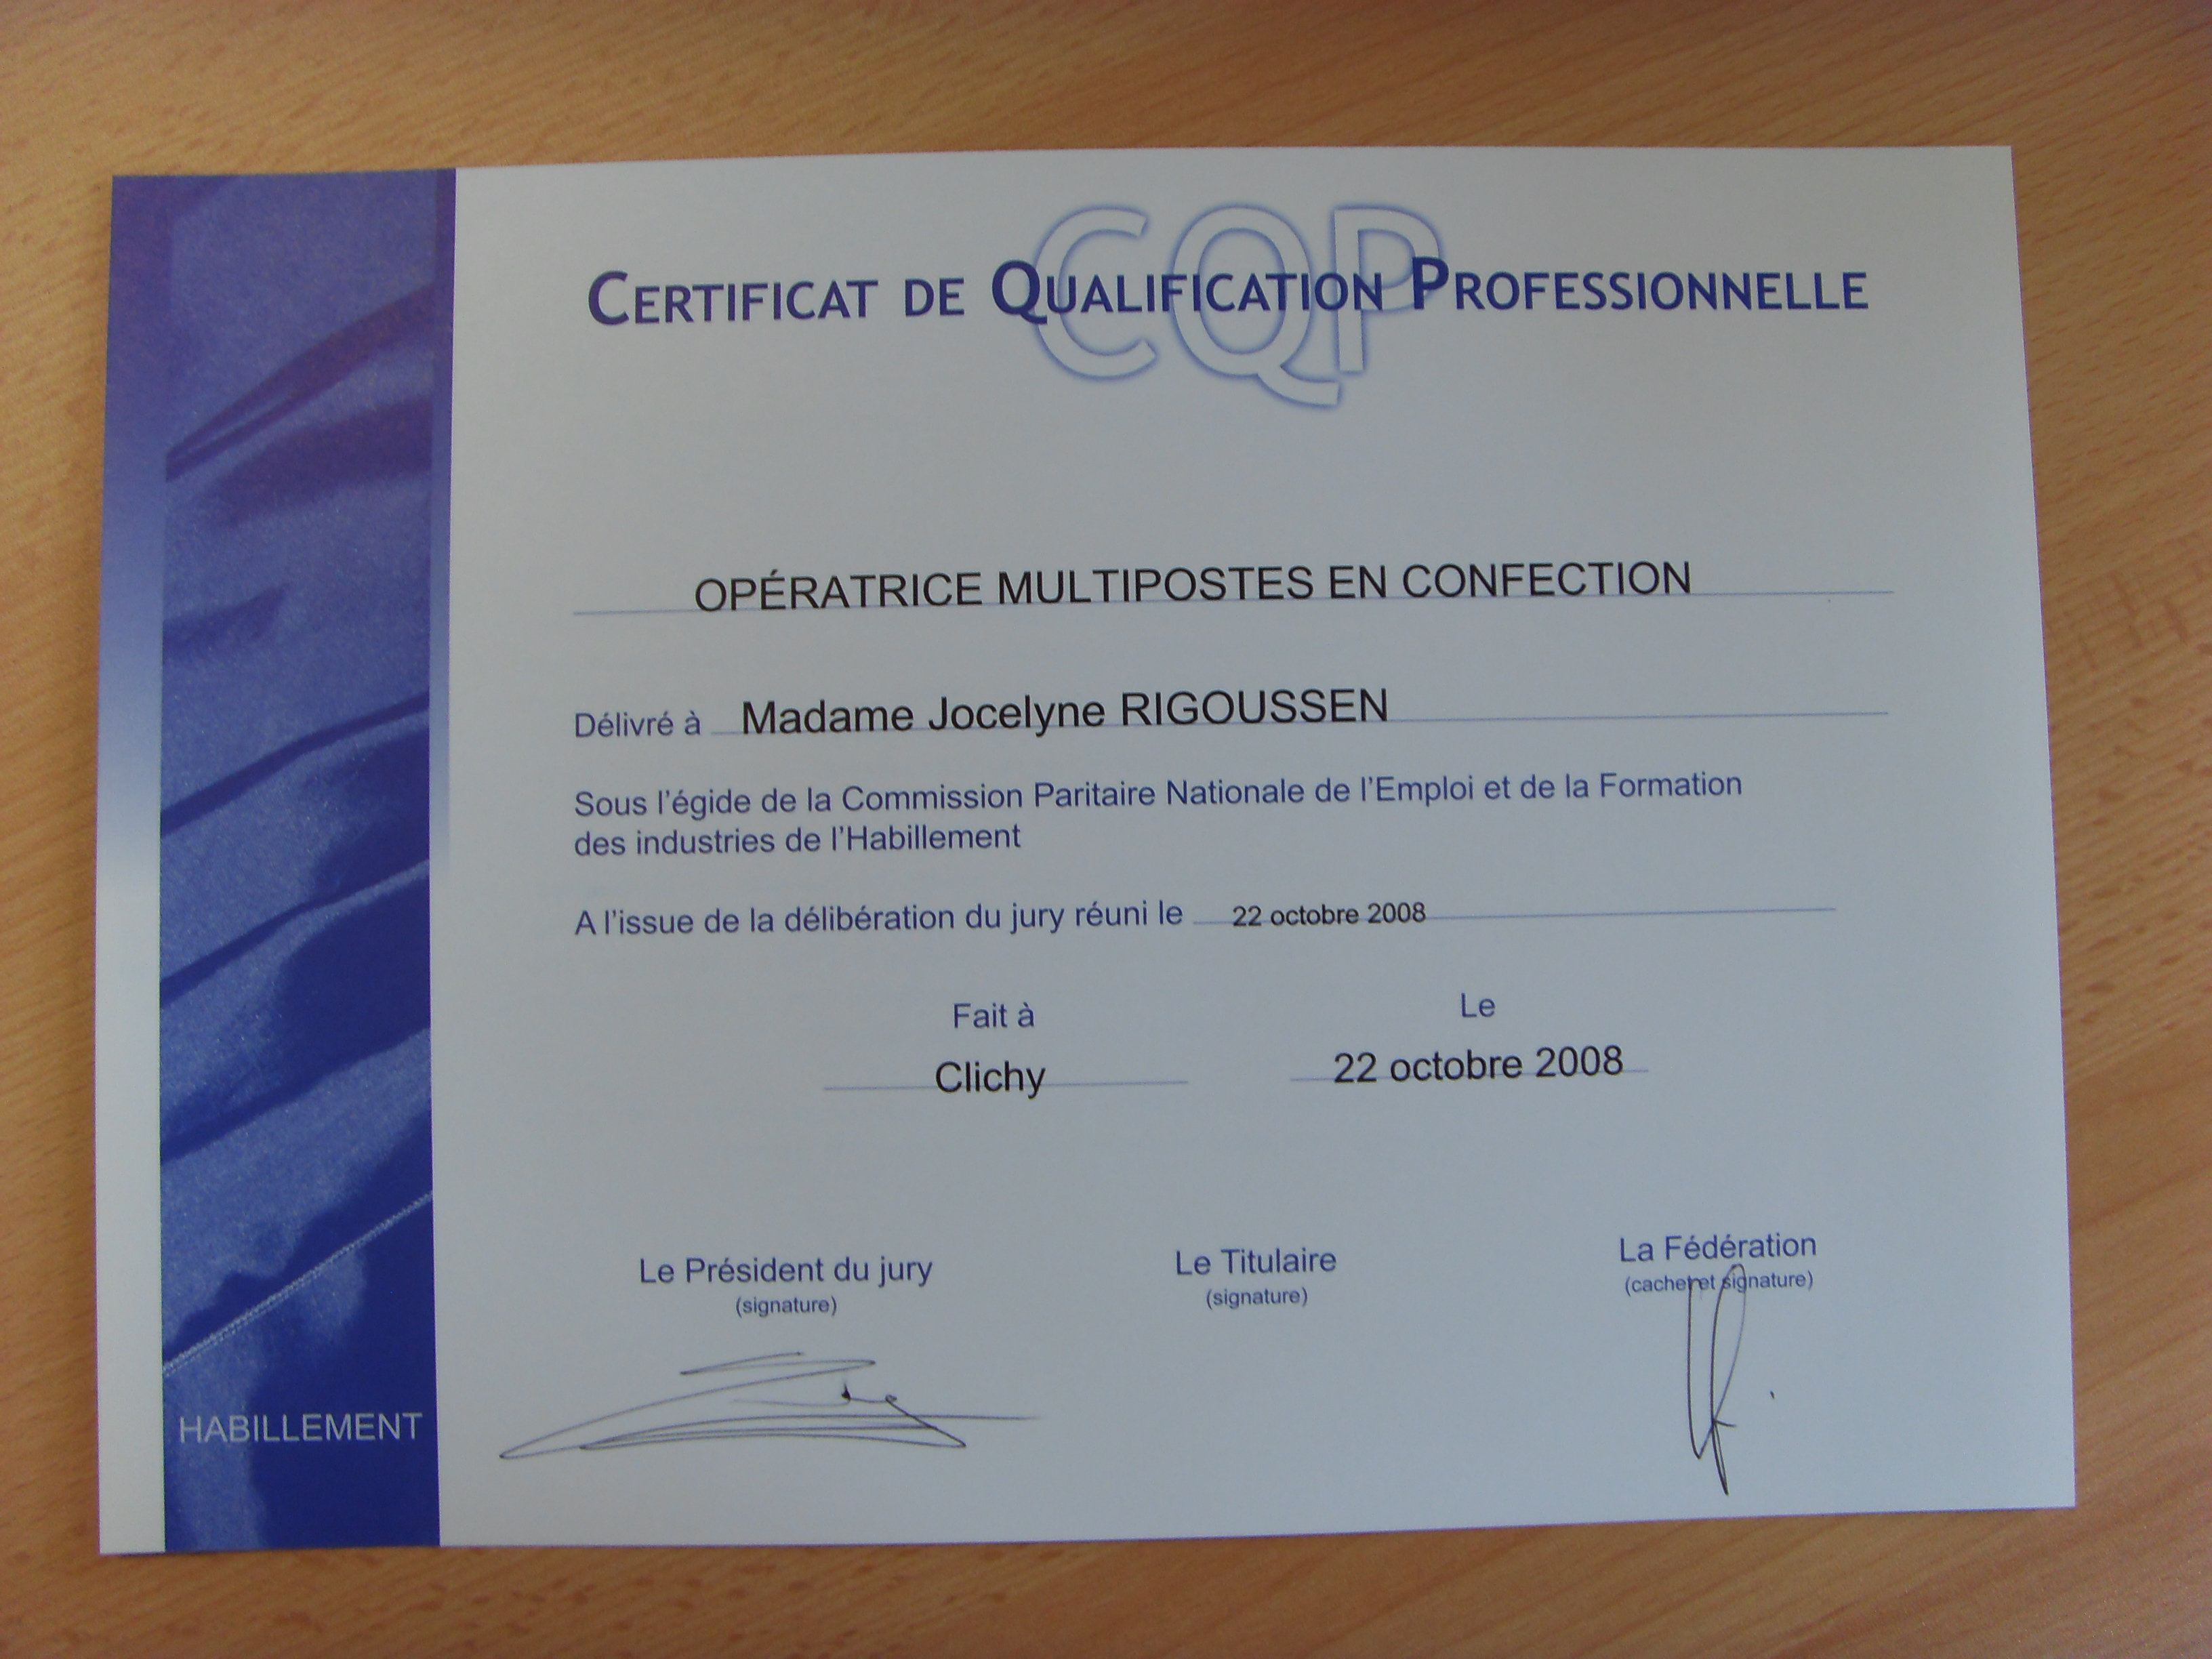 CQP
CERTIFICAT DE QUALIFICATION PROFESSIONNELLE
OPÉRATRICE MULTIPOSTES EN CONFECTION
Délivré à Madame Jocelyne RIGOUSSEN
Sous l'égide de la Commission Paritaire Nationale de l'Emploi et de la Formation
des industries de l'Habillement
A l'issue de la délibération du jury réuni le 22 octobre 2008
Fait à Le
Clichy 22 octobre 2008
Le Président du jury Le Titulaire La Fédération
(signature) (signature) (cachet et signature)
HABILLEMENT